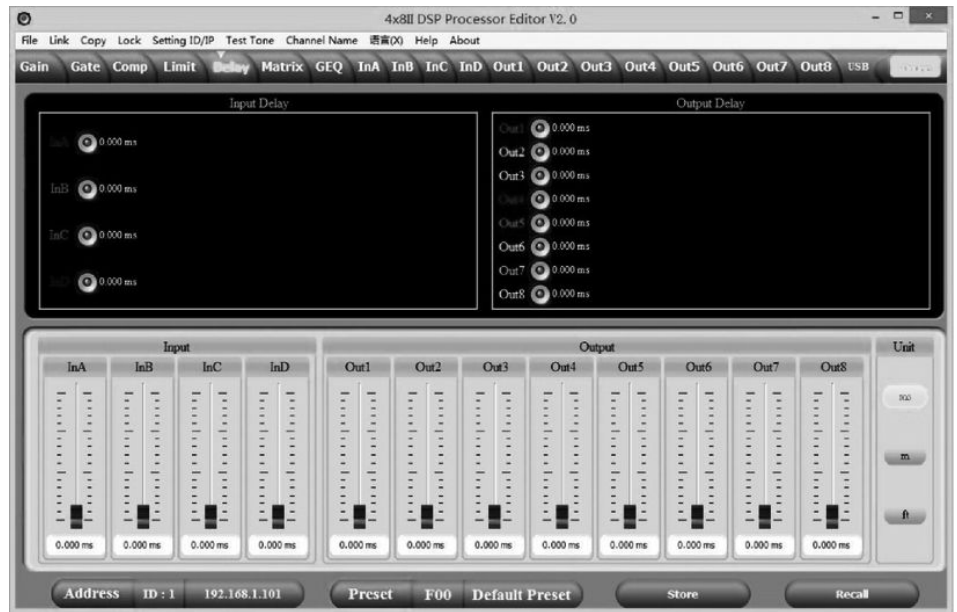 4x8II DSP Processor Editor V2.0
File Link Copy Lock Setting ID/IP Test Tone Channel Name 语言(X) Help About
Gain Gate Comp Limit Delay Matrix GEQ InA InB InC InD Out1 Out2 Out3 Out4 Out5 Out6 Out7 Out8 USB
Input Delay Output Delay
InA 0.000 ms
InB 0.000 ms
InC 0.000 ms
InD 0.000 ms
Out1 0.000 ms
Out2 0.000 ms
Out3 0.000 ms
Out4 0.000 ms
Out5 0.000 ms
Out6 0.000 ms
Out7 0.000 ms
Out8 0.000 ms
Input Output Unit
InA InB InC InD Out1 Out2 Out3 Out4 Out5 Out6 Out7 Out8
ms
m
ft
0.000 ms 0.000 ms 0.000 ms 0.000 ms 0.000 ms 0.000 ms 0.000 ms 0.000 ms 0.000 ms 0.000 ms 0.000 ms 0.000 ms
Address ID : 1 192.168.1.101 Preset F00 Default Preset Store Recall